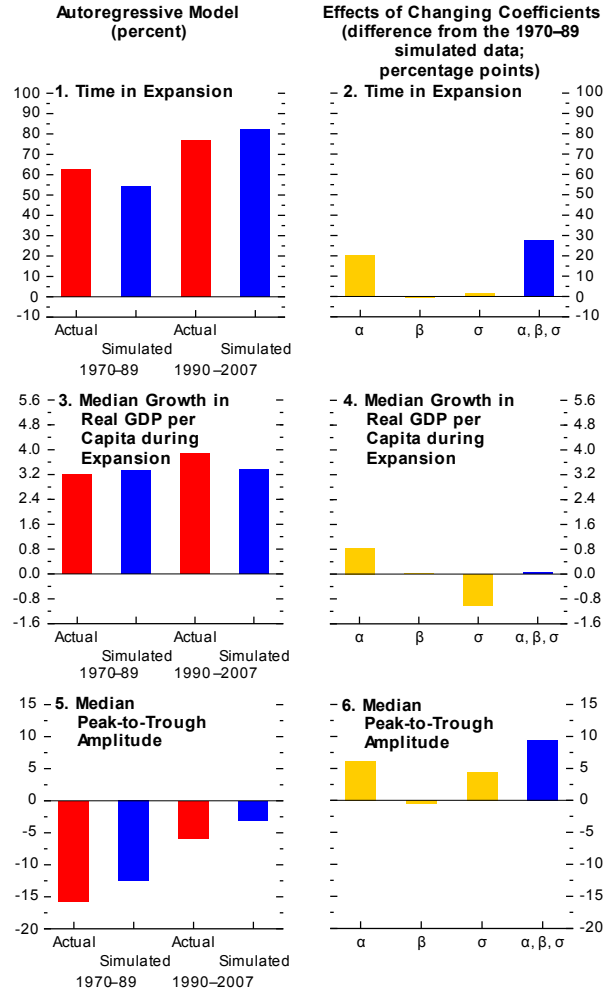 Autoregressive Model
(percent)
Effects of Changing Coefficients
(difference from the 1970–89
simulated data;
percentage points)
1. Time in Expansion
100
90
80
70
60
50
40
30
20
10
0
-10
Actual
Simulated
Actual
Simulated
1970–89
1990–2007
2. Time in Expansion
100
90
80
70
60
50
40
30
20
10
0
-10
α
β
σ
α, β, σ
3. Median Growth in
Real GDP per
Capita during
Expansion
5.6
4.8
4.0
3.2
2.4
1.6
0.8
0.0
-0.8
-1.6
Actual
Simulated
Actual
Simulated
1970–89
1990–2007
4. Median Growth in
Real GDP per
Capita during
Expansion
5.6
4.8
4.0
3.2
2.4
1.6
0.8
0.0
-0.8
-1.6
α
β
σ
α, β, σ
5. Median
Peak-to-Trough
Amplitude
15
10
5
0
-5
-10
-15
-20
Actual
Simulated
Actual
Simulated
1970–89
1990–2007
6. Median
Peak-to-Trough
Amplitude
15
10
5
0
-5
-10
-15
-20
α
β
σ
α, β, σ